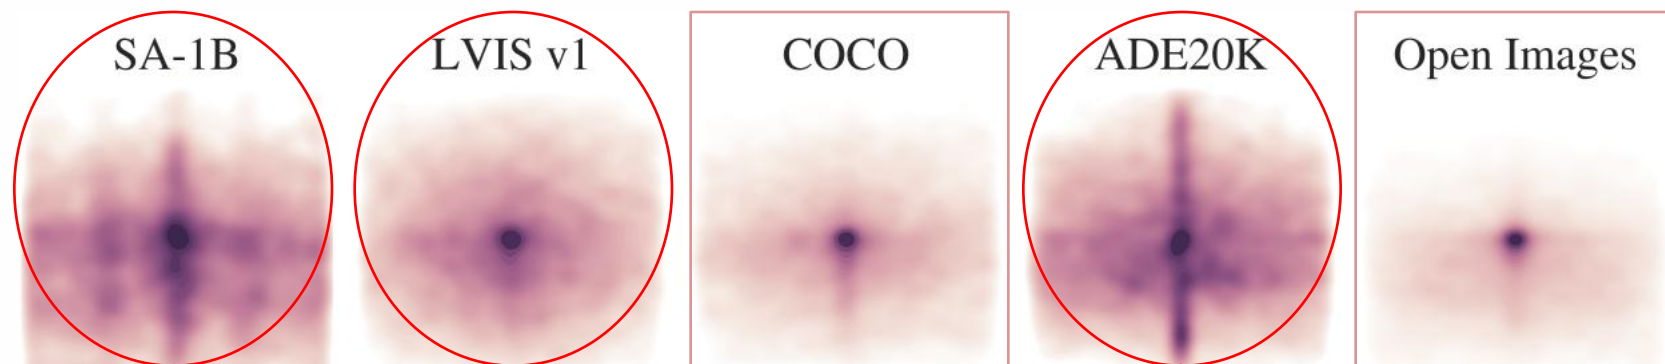 SA-1B
LVIS v1
COCO
ADE20K
Open Images